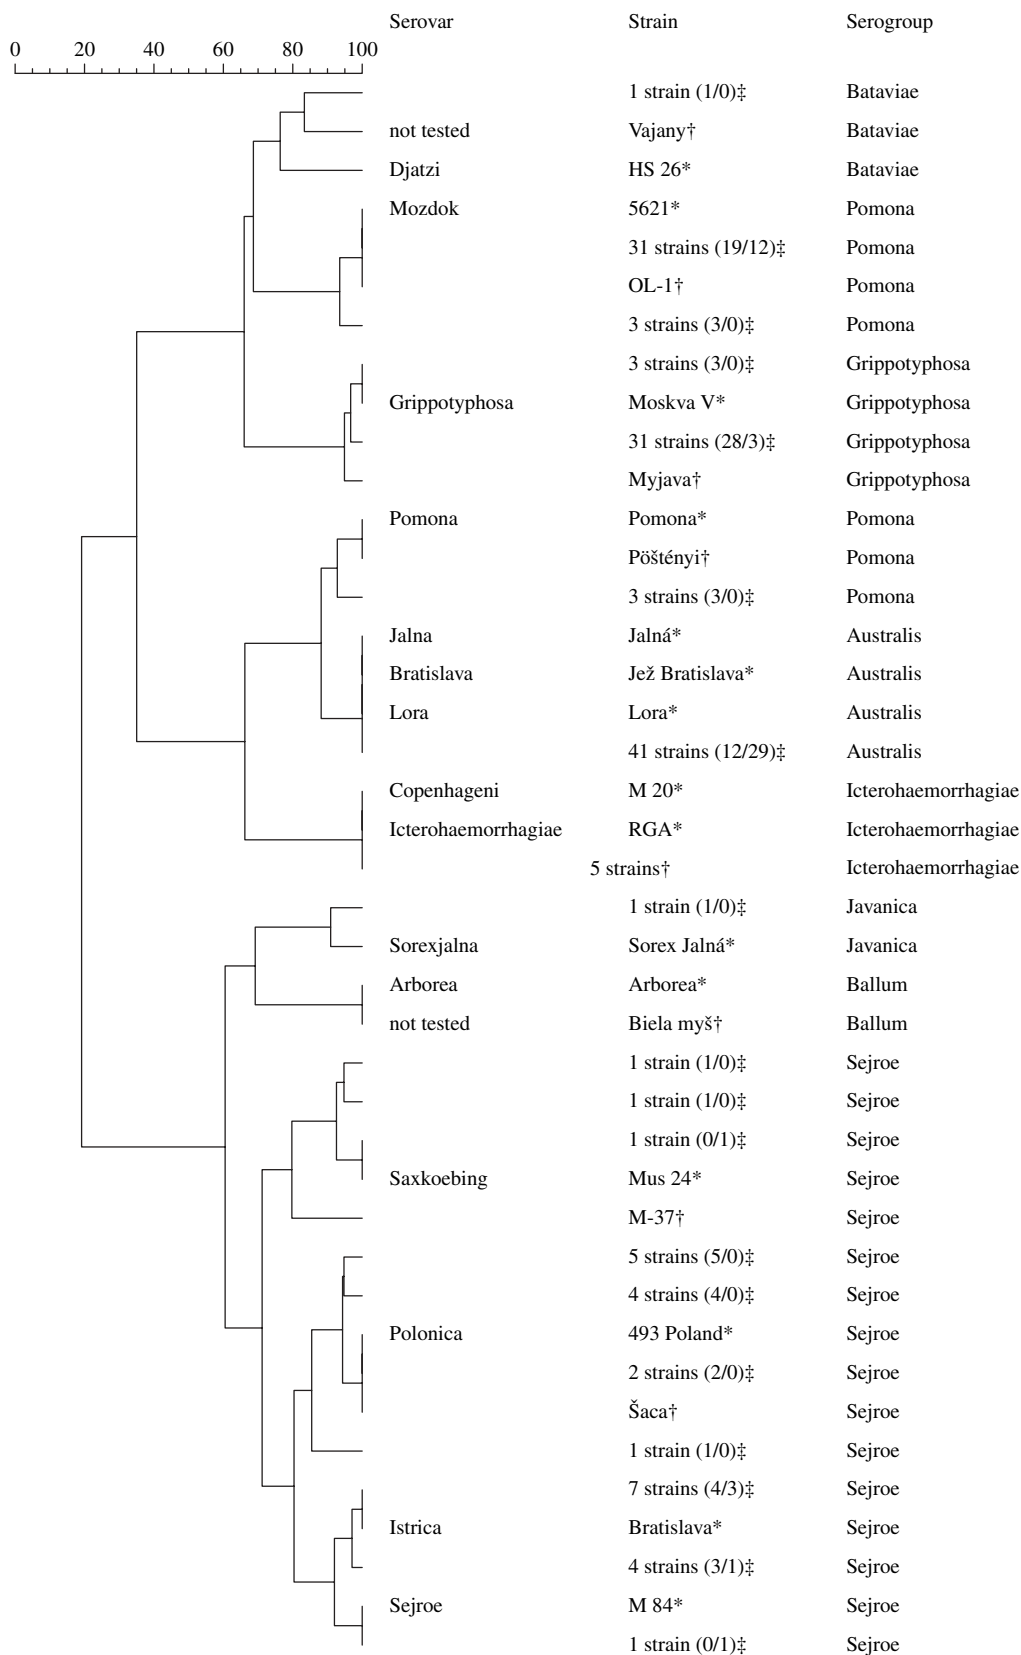 Serovar Strain Serogroup
0 20 40 60 80 100
1 strain (1/0)‡ Bataviae
not tested Vajany† Bataviae
Djatzi HS 26* Bataviae
Mozdok 5621* Pomona
31 strains (19/12)‡ Pomona
OL-1† Pomona
3 strains (3/0)‡ Pomona
3 strains (3/0)‡ Grippotyphosa
Grippotyphosa Moskva V* Grippotyphosa
31 strains (28/3)‡ Grippotyphosa
Myjava† Grippotyphosa
Pomona Pomona* Pomona
Pöštényi† Pomona
3 strains (3/0)‡ Pomona
Jalna Jalná* Australis
Bratislava Jež Bratislava* Australis
Lora Lora* Australis
41 strains (12/29)‡ Australis
Copenhageni M 20* Icterohaemorrhagiae
Icterohaemorrhagiae RGA* Icterohaemorrhagiae
5 strains† Icterohaemorrhagiae
1 strain (1/0)‡ Javanica
Sorexjalna Sorex Jalná* Javanica
Arborea Arborea* Ballum
not tested Biela myš† Ballum
1 strain (1/0)‡ Sejroe
1 strain (1/0)‡ Sejroe
1 strain (0/1)‡ Sejroe
Saxkoebing Mus 24* Sejroe
M-37† Sejroe
5 strains (5/0)‡ Sejroe
4 strains (4/0)‡ Sejroe
Polonica 493 Poland* Sejroe
2 strains (2/0)‡ Sejroe
Šaca† Sejroe
1 strain (1/0)‡ Sejroe
7 strains (4/3)‡ Sejroe
Istrica Bratislava* Sejroe
4 strains (3/1)‡ Sejroe
Sejroe M 84* Sejroe
1 strain (0/1)‡ Sejroe